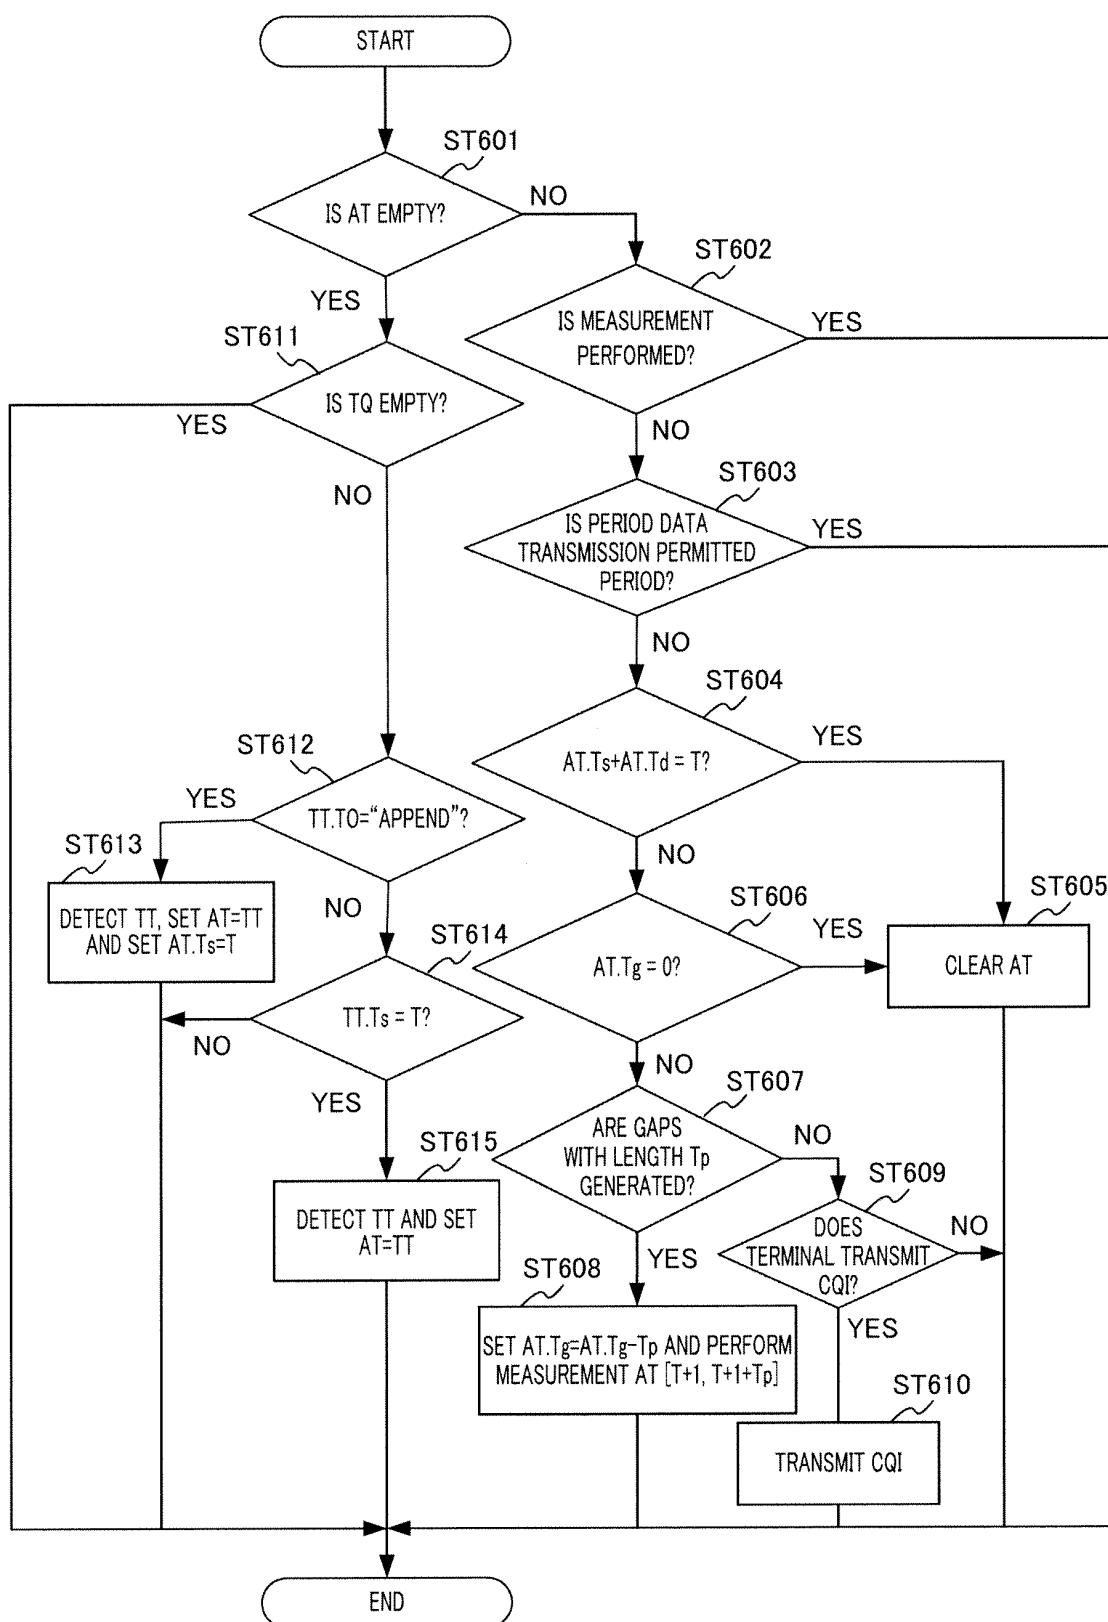 START
ST601
IS AT EMPTY?
NO
ST602
YES
IS MEASUREMENT
PERFORMED?
YES
ST611
IS TQ EMPTY?
YES
NO
NO
ST603
IS PERIOD DATA
TRANSMISSION PERMITTED
PERIOD?
YES
NO
ST604
AT.Ts+AT.Td = T?
YES
ST612
TT.TO="APPEND"?
YES
NO
ST613
DETECT TT, SET AT=TT
AND SET AT.Ts=T
NO
ST606
AT.Tg = 0?
YES
ST605
CLEAR AT
ST614
TT.Ts = T?
NO
YES
NO
ST607
ARE GAPS
WITH LENGTH Tp
GENERATED?
NO
ST615
DETECT TT AND SET
AT=TT
ST609
DOES
TERMINAL TRANSMIT
CQI?
NO
YES
ST608
SET AT.Tg=AT.Tg-Tp AND PERFORM
MEASUREMENT AT [T+1, T+1+Tp]
YES
ST610
TRANSMIT CQI
END